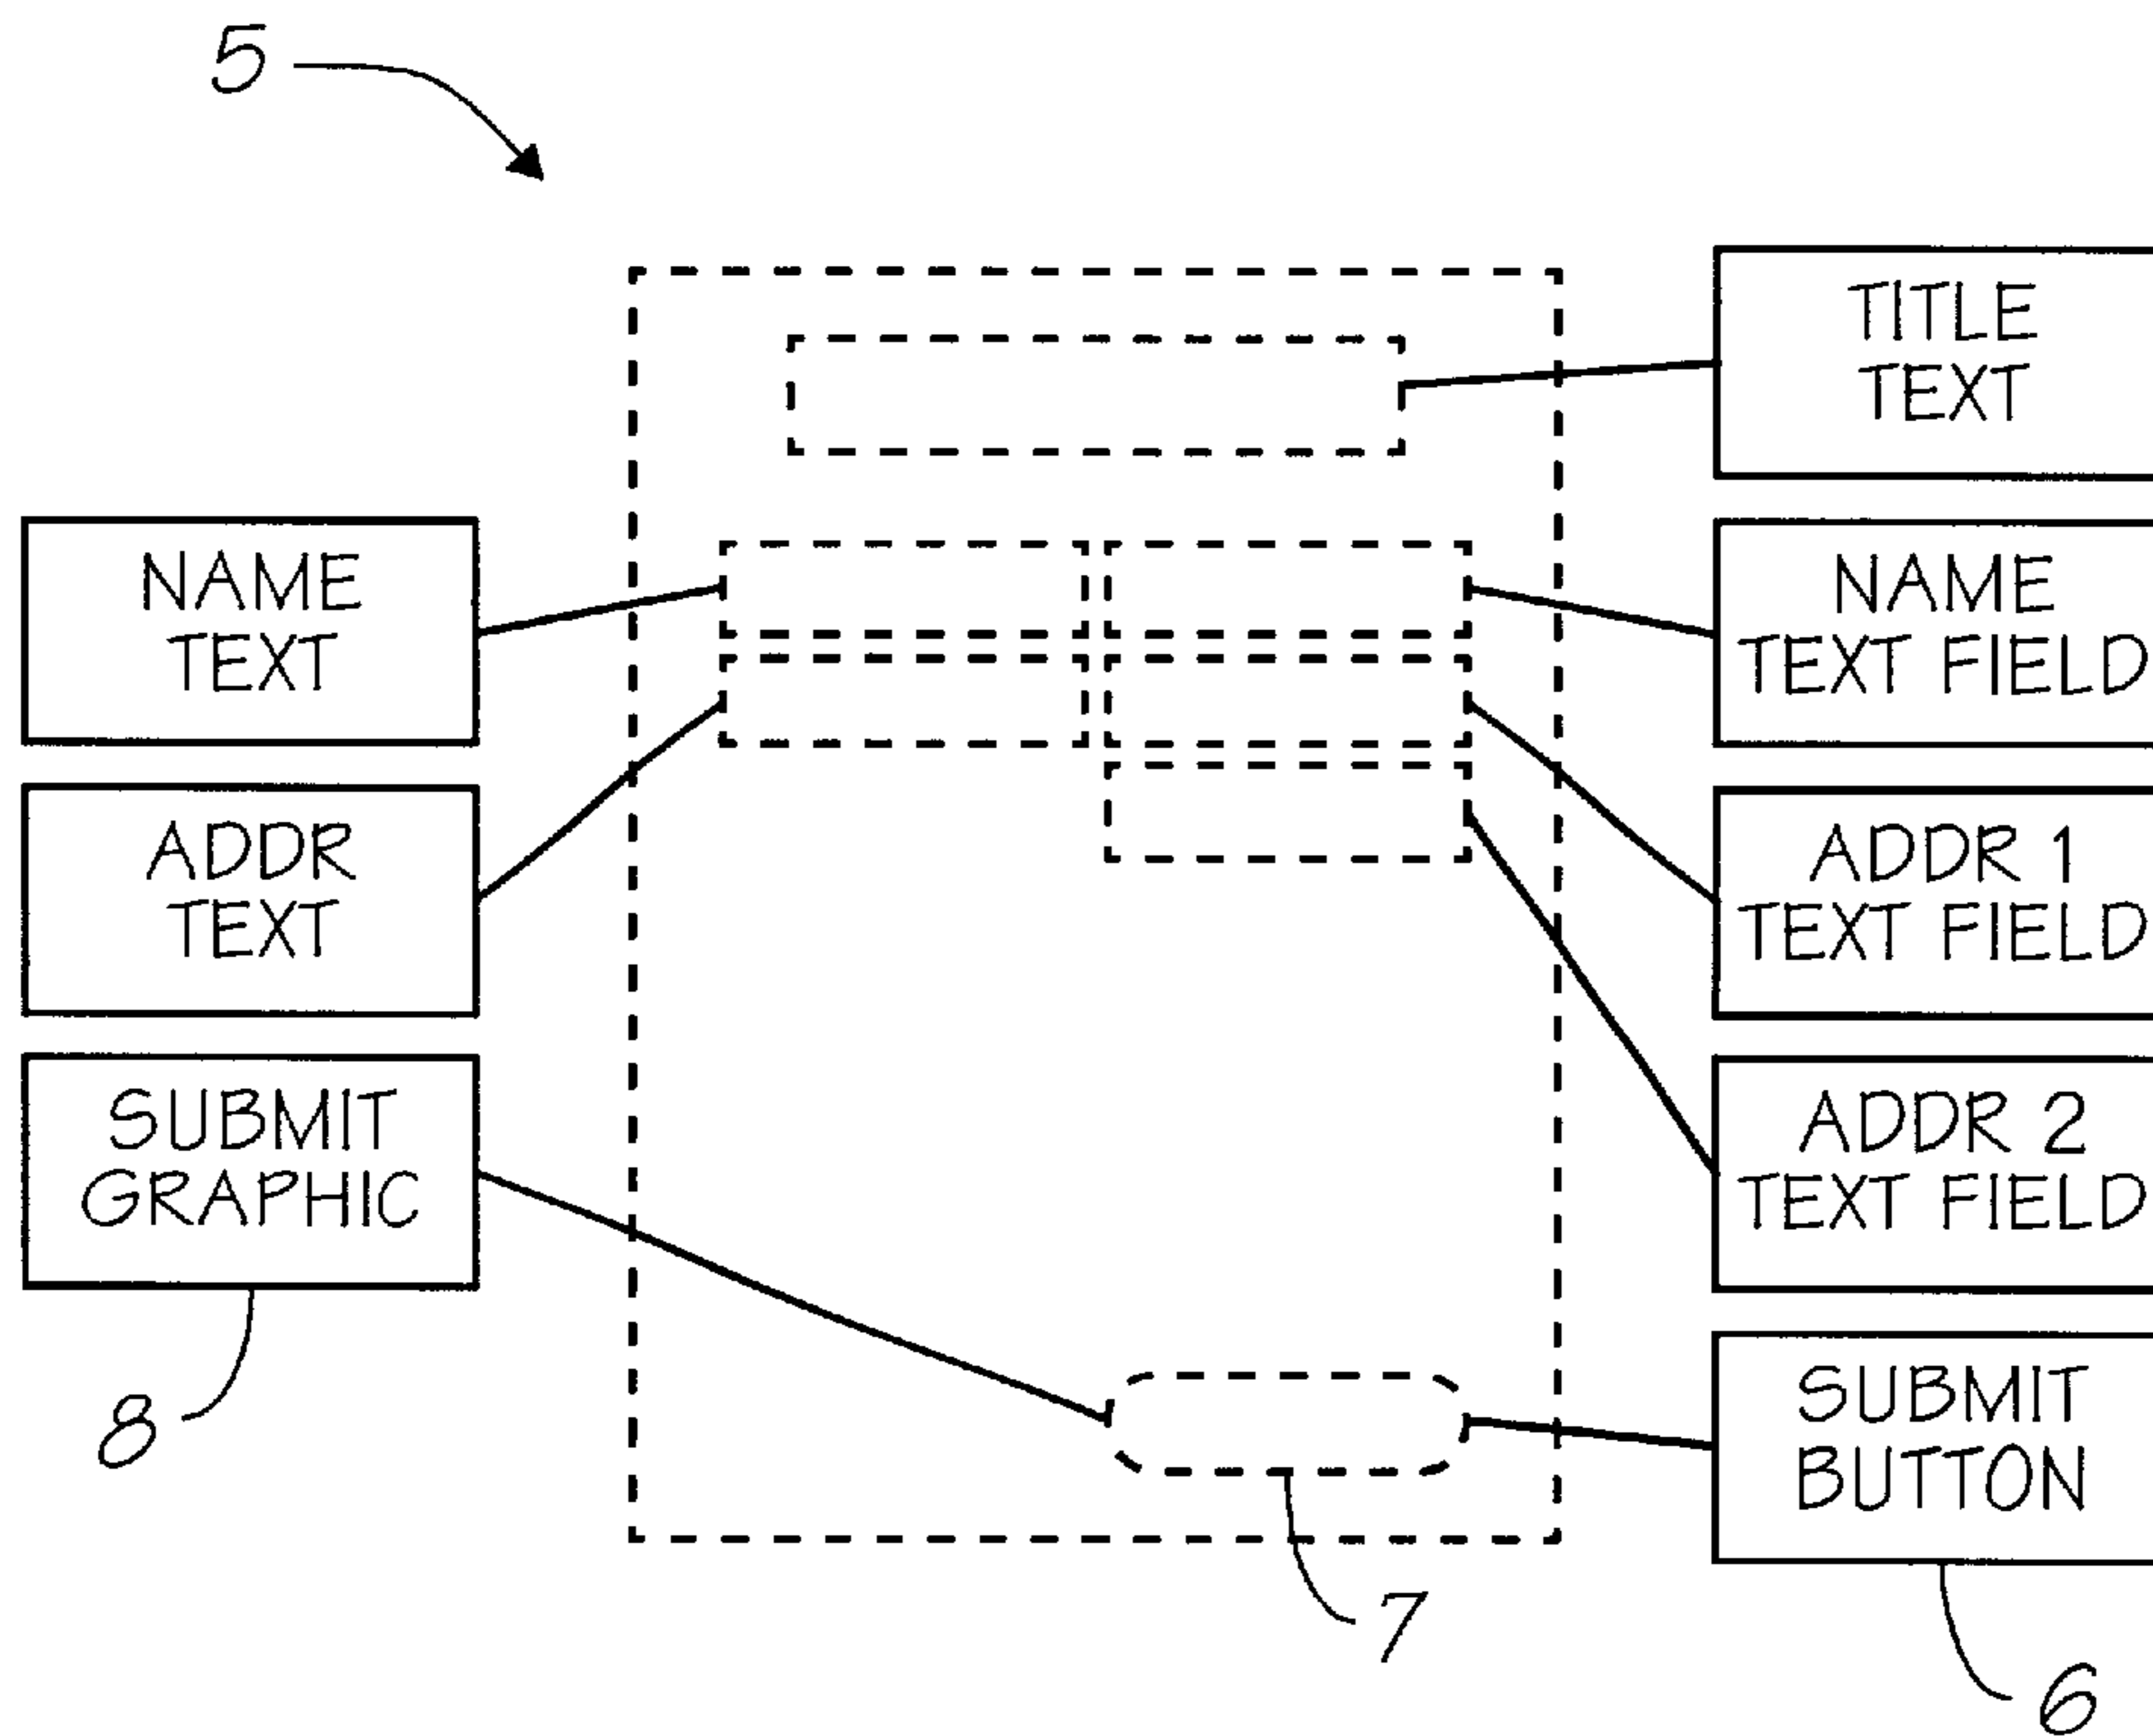 5
TITLE
TEXT
NAME
TEXT
NAME
TEXT FIELD
ADDR
TEXT
ADDR 1
TEXT FIELD
SUBMIT
GRAPHIC
ADDR 2
TEXT FIELD
8
SUBMIT
BUTTON
7
6